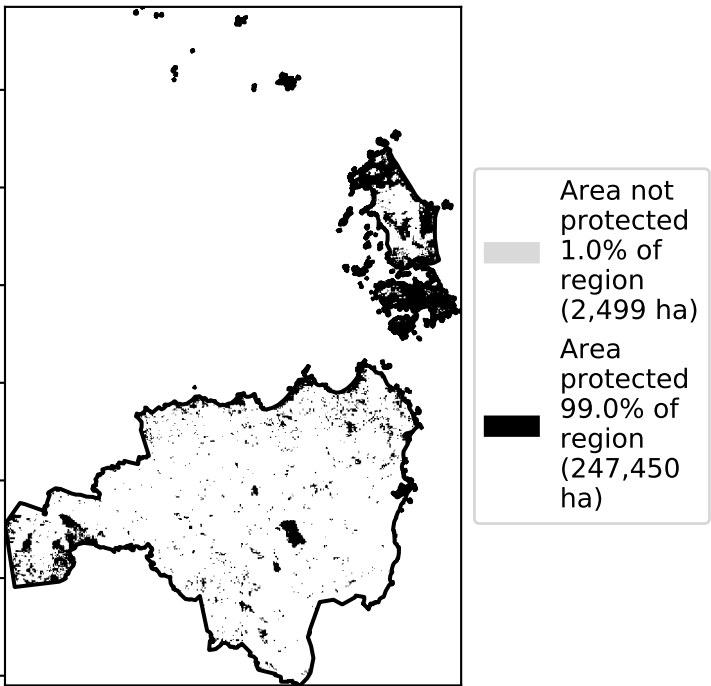 Area not
protected
1.0% of
region
(2,499 ha)
Area
protected
99.0% of
region
(247,450
ha)